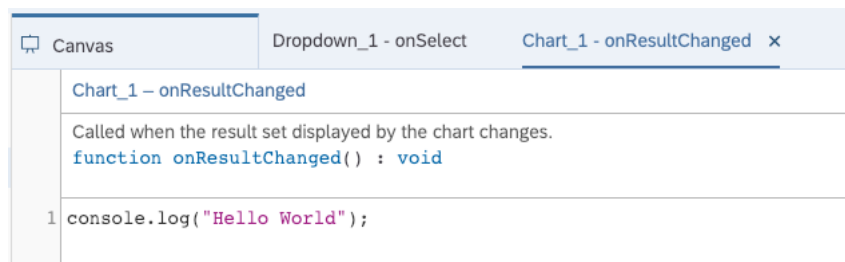 Canvas
Dropdown_1 - onSelect
Chart_1 - onResultChanged ×
Chart_1 – onResultChanged
Called when the result set displayed by the chart changes.
function onResultChanged() : void
1 console.log("Hello World");